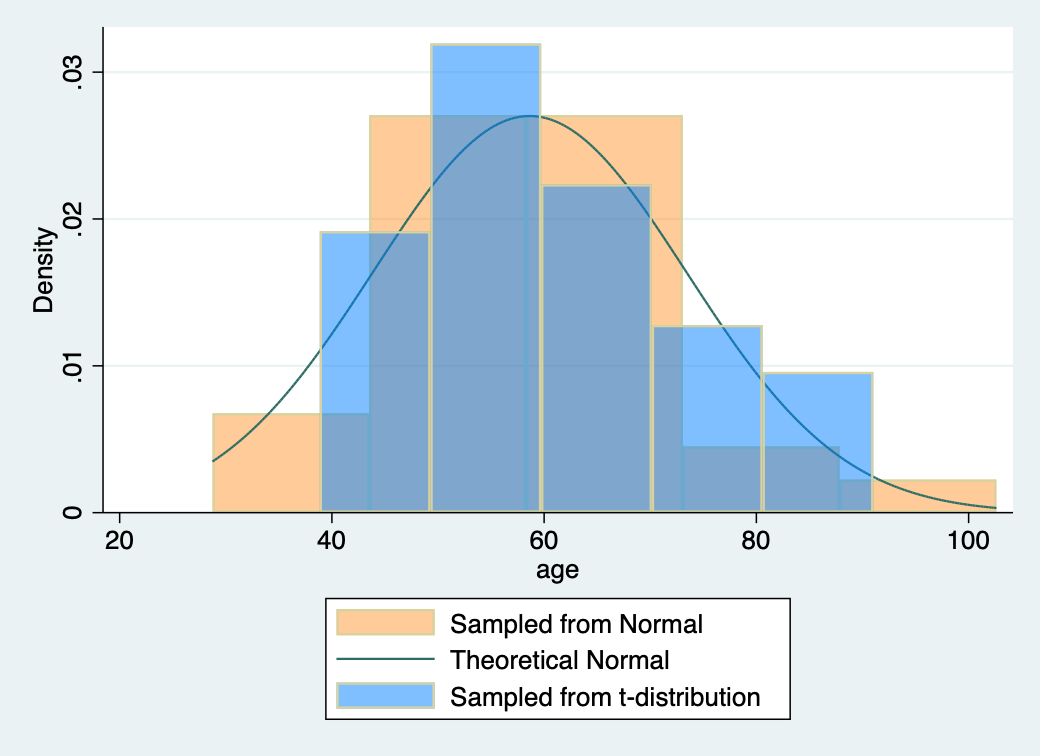 .03
.02
.01
0
Density
20 40 60 80 100
age
Sampled from Normal
Theoretical Normal
Sampled from t-distribution